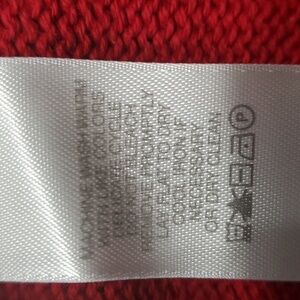 MACHINE WASH WARM
WITH LIKE COLORS
DELICATE CYCLE
DO NOT BLEACH
REMOVE PROMPTLY
LAY FLAT TO DRY
COOL IRON IF
NECESSARY
OR DRY CLEAN
P